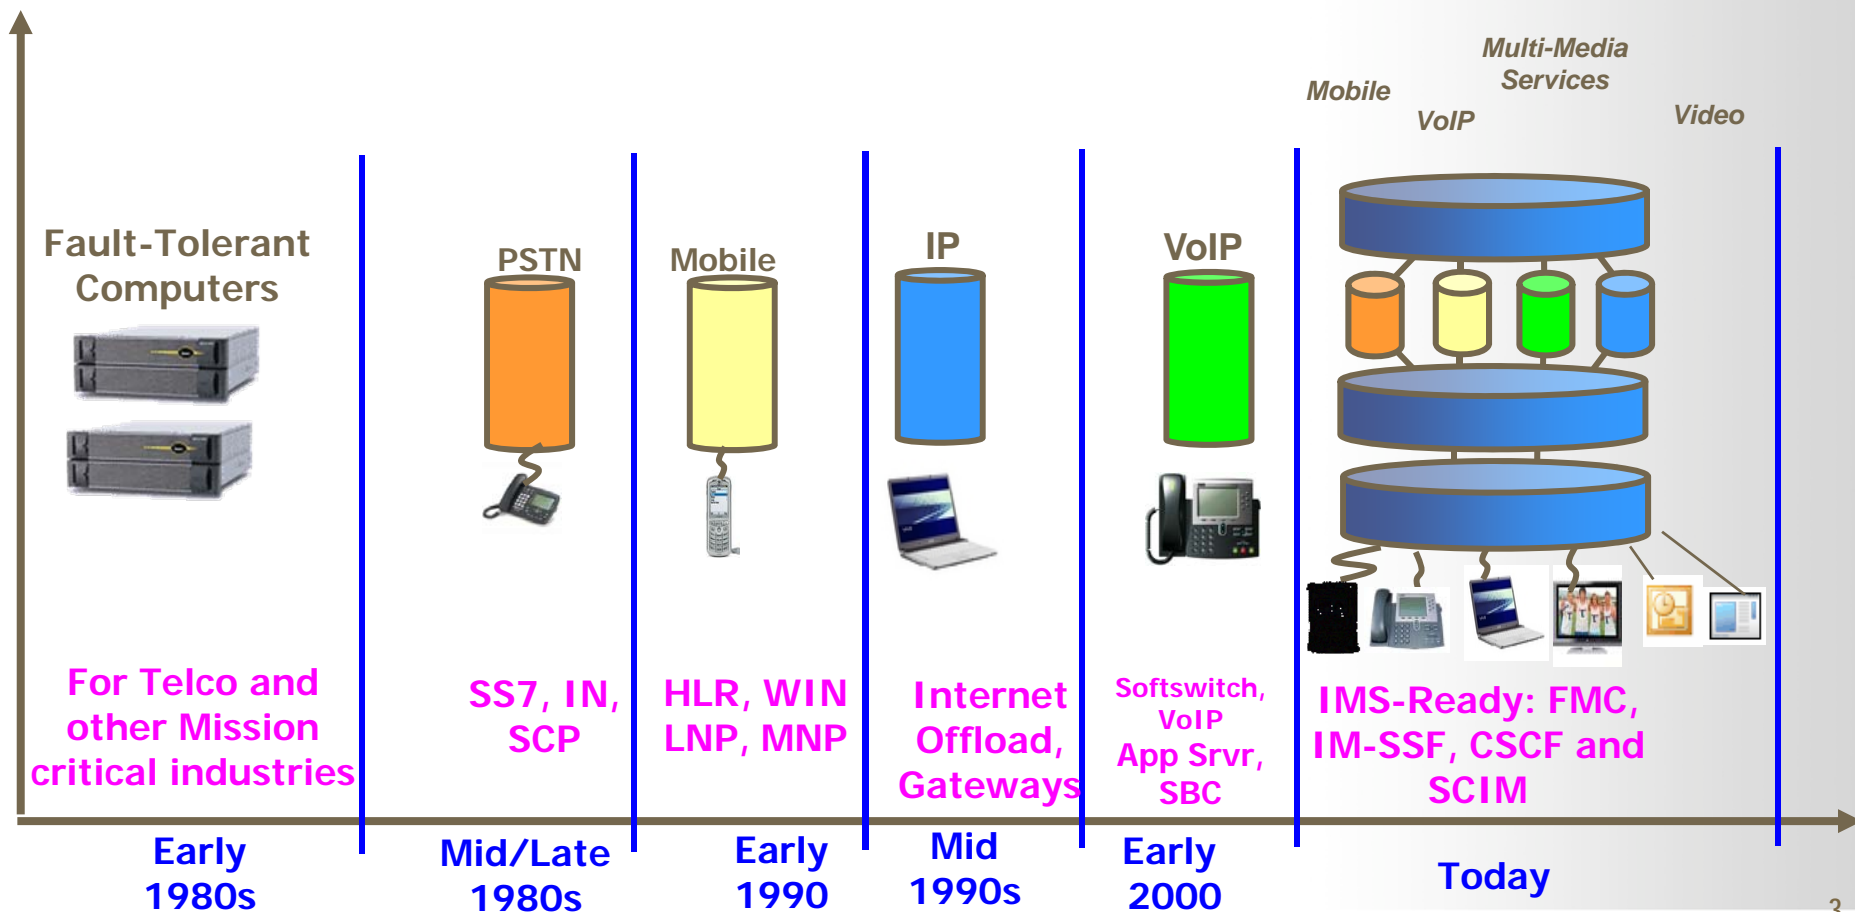 Multi-Media
Services
Mobile
VoIP
Video
Fault-Tolerant
Computers
PSTN
Mobile
IP
VoIP
For Telco and
other Mission
critical industries
SS7, IN,
SCP
HLR, WIN
LNP, MNP
Internet
Offload,
Gateways
Softswitch,
VoIP
App Srvr,
SBC
IMS-Ready: FMC,
IM-SSF, CSCF and
SCIM
Early
1980s
Mid/Late
1980s
Early
1990
Mid
1990s
Early
2000
Today
3